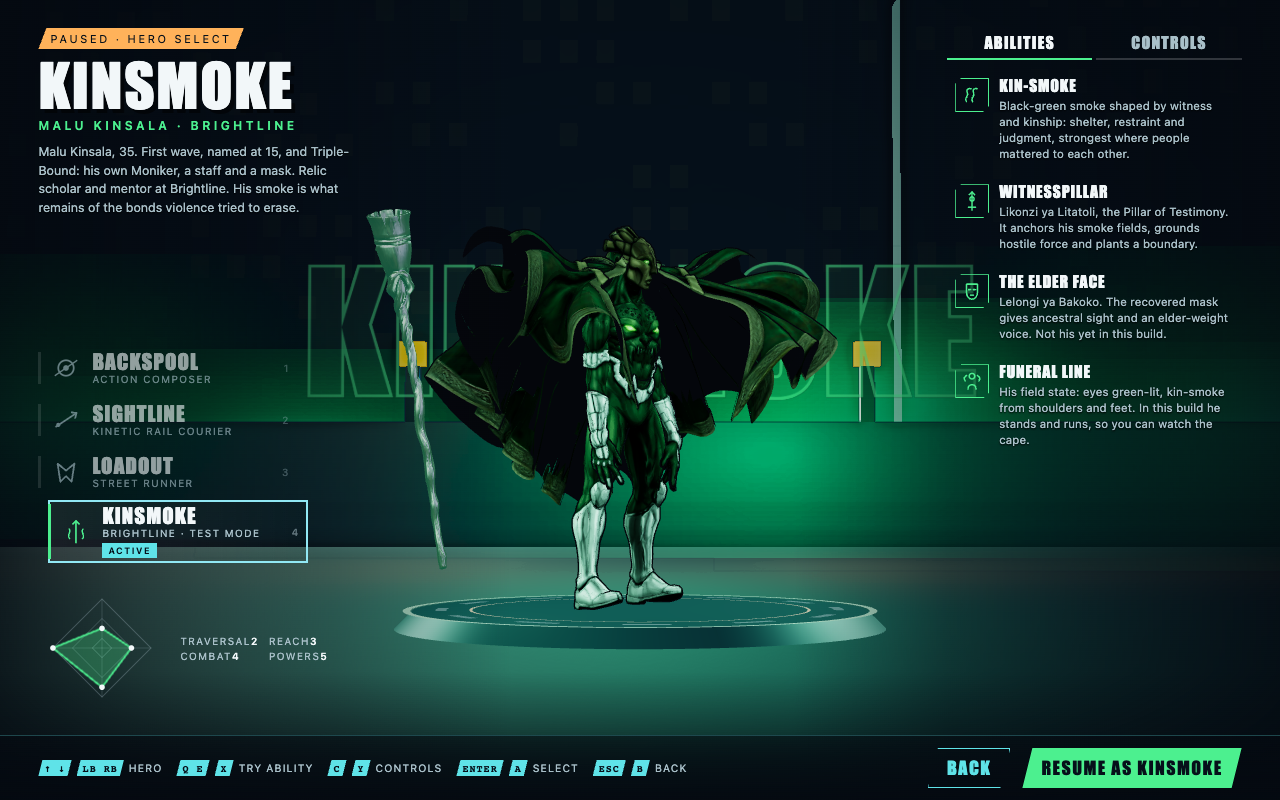 PAUSED · HERO SELECT
KINSMOKE
MALU KINSALA · BRIGHTLINE
Malu Kinsala, 35. First wave, named at 15, and Triple-
Bound: his own Moniker, a staff and a mask. Relic
scholar and mentor at Brightline. His smoke is what
remains of the bonds violence tried to erase.
KINSMOKE
BACKSPOOL 1
ACTION COMPOSER
SIGHTLINE 2
KINETIC RAIL COURIER
LOADOUT 3
STREET RUNNER
KINSMOKE
BRIGHTLINE · TEST MODE 4
ACTIVE
TRAVERSAL2 REACH3
COMBAT4 POWERS5
ABILITIES CONTROLS
KIN-SMOKE
Black-green smoke shaped by witness
and kinship: shelter, restraint and
judgment, strongest where people
mattered to each other.
WITNESSPILLAR
Likonzi ya Litatoli, the Pillar of Testimony.
It anchors his smoke fields, grounds
hostile force and plants a boundary.
THE ELDER FACE
Lelongi ya Bakoko. The recovered mask
gives ancestral sight and an elder-weight
voice. Not his yet in this build.
FUNERAL LINE
His field state: eyes green-lit, kin-smoke
from shoulders and feet. In this build he
stands and runs, so you can watch the
cape.
↑ ↓ LB RB HERO Q E X TRY ABILITY C Y CONTROLS ENTER A SELECT ESC B BACK
BACK RESUME AS KINSMOKE